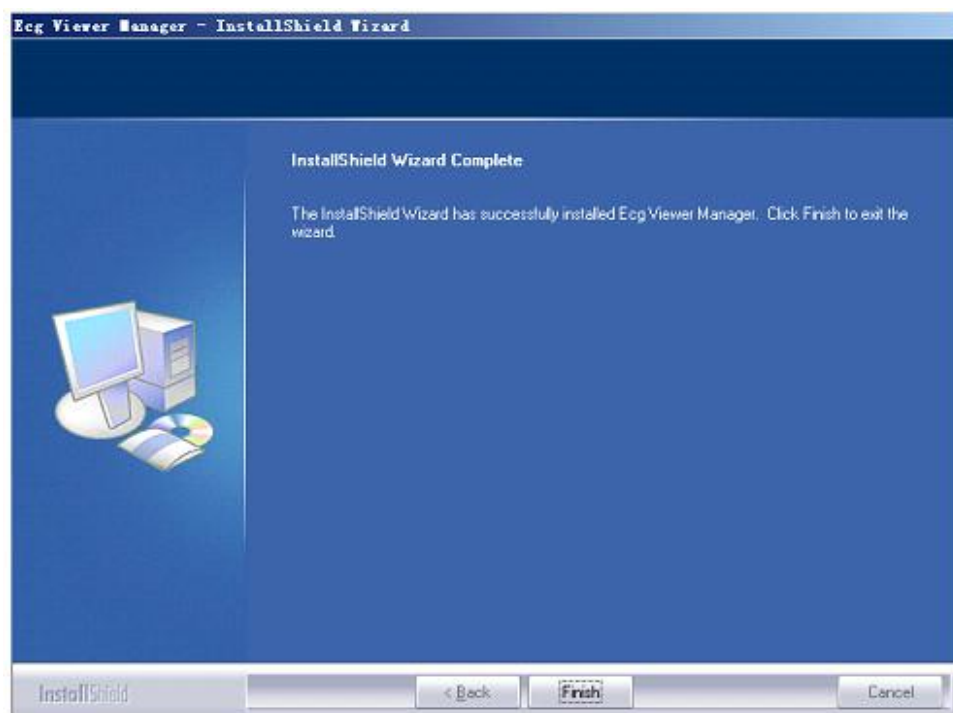 Ecg Viewer Manager - InstallShield Wizard
InstallShield Wizard Complete
The InstallShield Wizard has successfully installed Ecg Viewer Manager. Click Finish to exit the
wizard.
InstallShield
< Back
Finish
Cancel